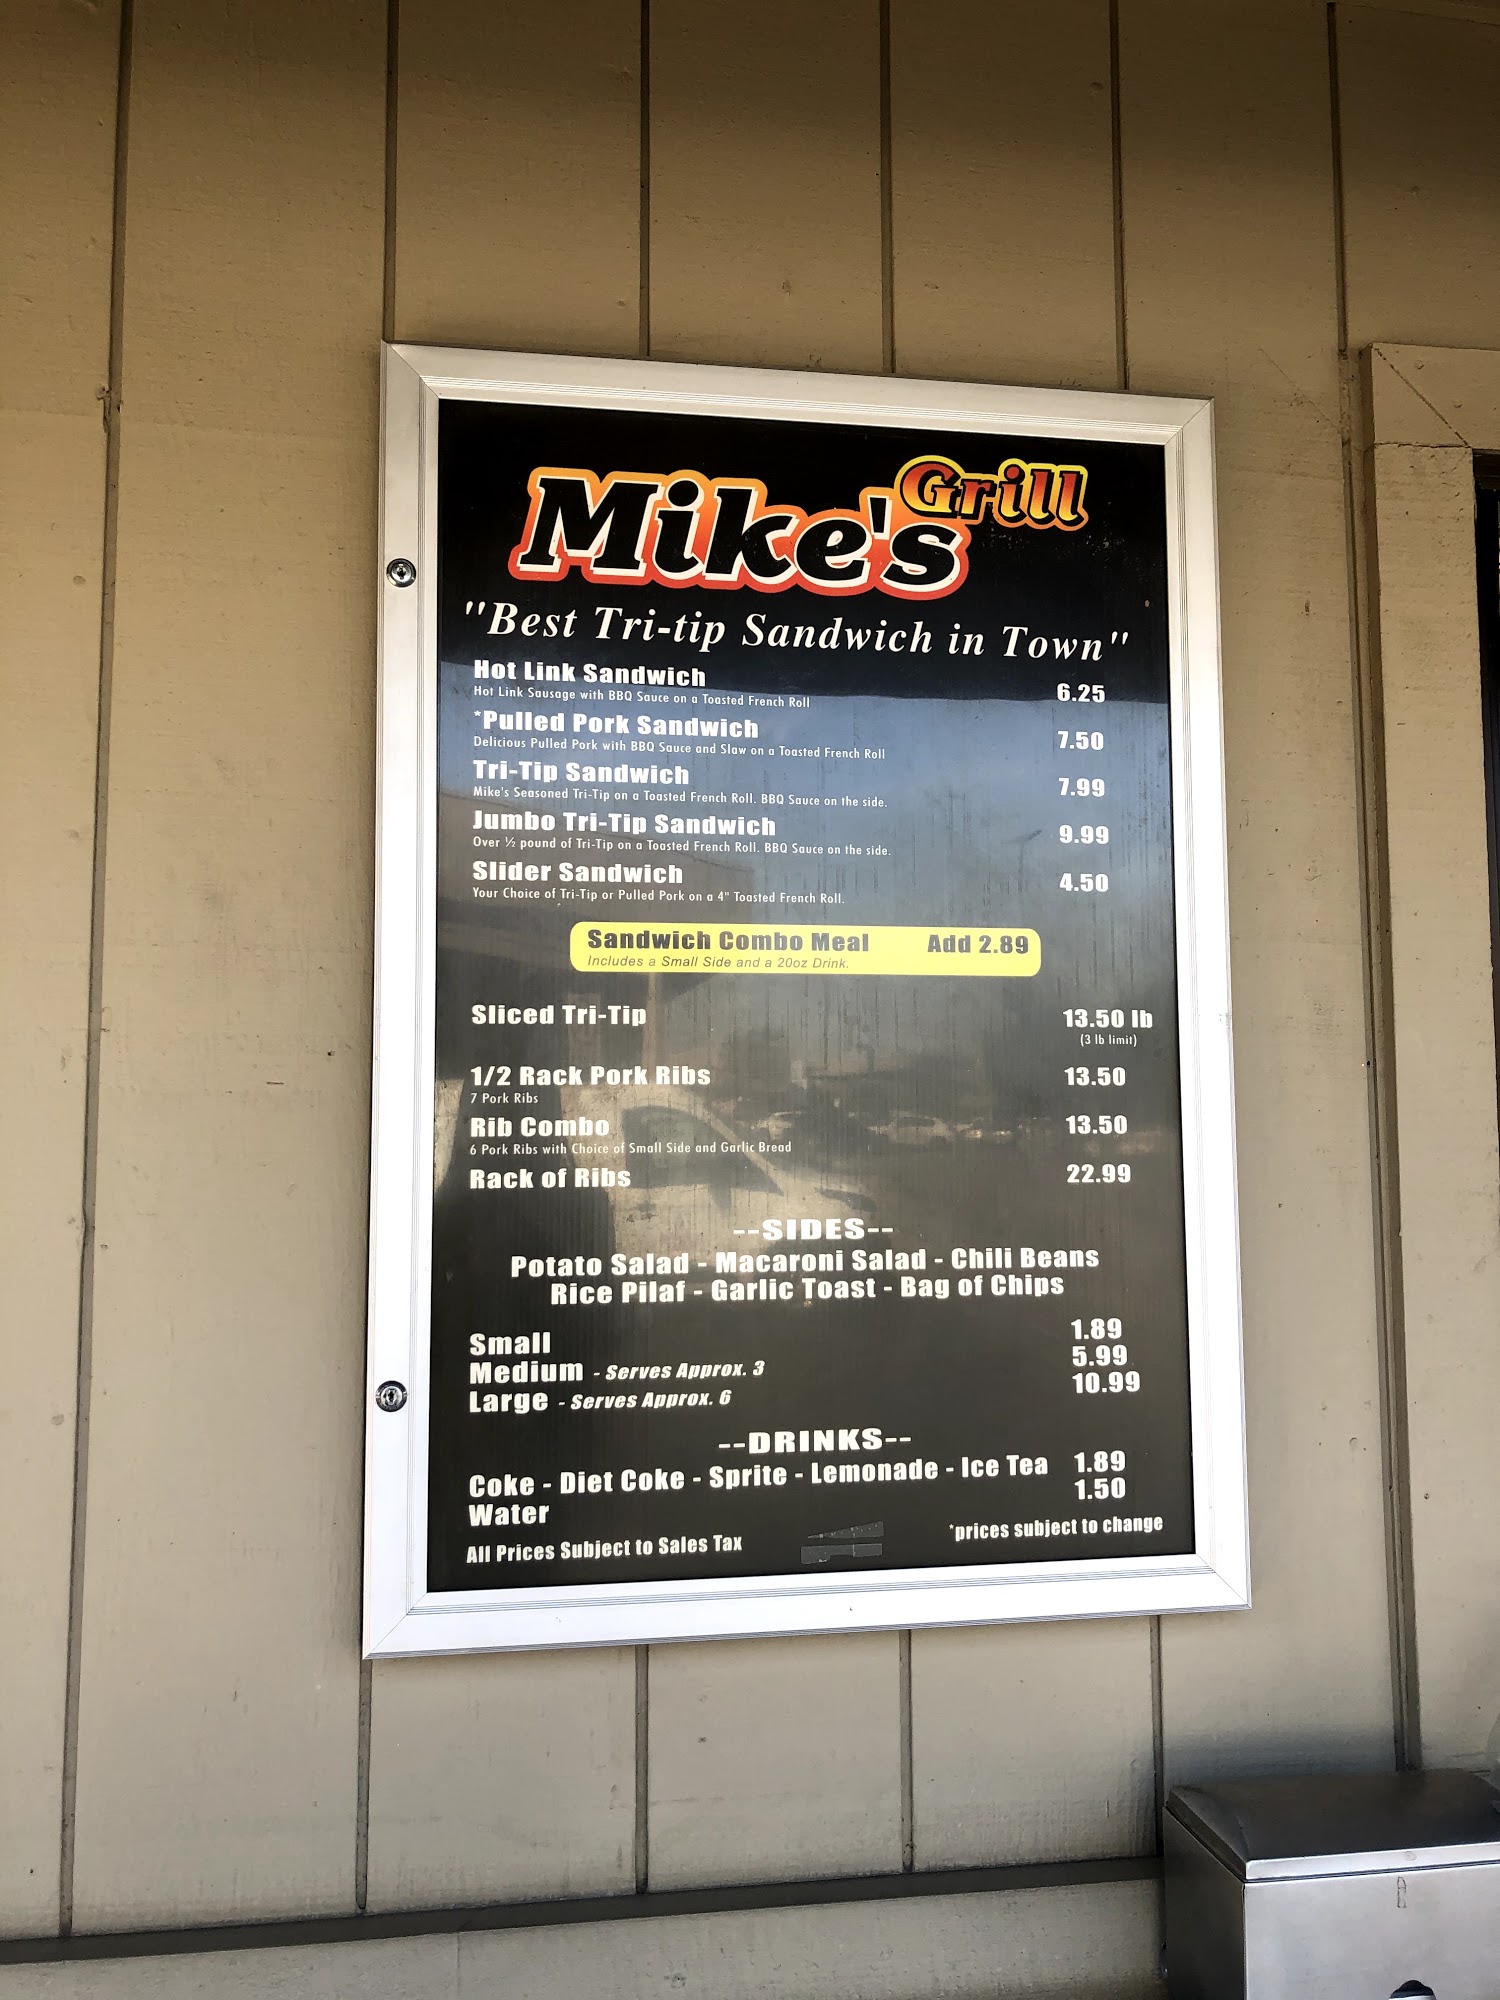 Mike's Grill
"Best Tri-tip Sandwich in Town"
Hot Link Sandwich 6.25
Hot Link Sausage with BBQ Sauce on a Toasted French Roll
*Pulled Pork Sandwich 7.50
Delicious Pulled Pork with BBQ Sauce and Slaw on a Toasted French Roll
Tri-Tip Sandwich 7.99
Mike's Seasoned Tri-Tip on a Toasted French Roll. BBQ Sauce on the side.
Jumbo Tri-Tip Sandwich 9.99
Over ½ pound of Tri-Tip on a Toasted French Roll. BBQ Sauce on the side.
Slider Sandwich 4.50
Your Choice of Tri-Tip or Pulled Pork on a 4" Toasted French Roll.
Sandwich Combo Meal Add 2.89
Includes a Small Side and a 20oz Drink.
Sliced Tri-Tip 13.50 lb
(3 lb limit)
1/2 Rack Pork Ribs 13.50
7 Pork Ribs
Rib Combo 13.50
6 Pork Ribs with Choice of Small Side and Garlic Bread
Rack of Ribs 22.99
--SIDES--
Potato Salad - Macaroni Salad - Chili Beans
Rice Pilaf - Garlic Toast - Bag of Chips
Small 1.89
Medium - Serves Approx. 3 5.99
Large - Serves Approx. 6 10.99
--DRINKS--
Coke - Diet Coke - Sprite - Lemonade - Ice Tea 1.89
Water 1.50
All Prices Subject to Sales Tax *prices subject to change